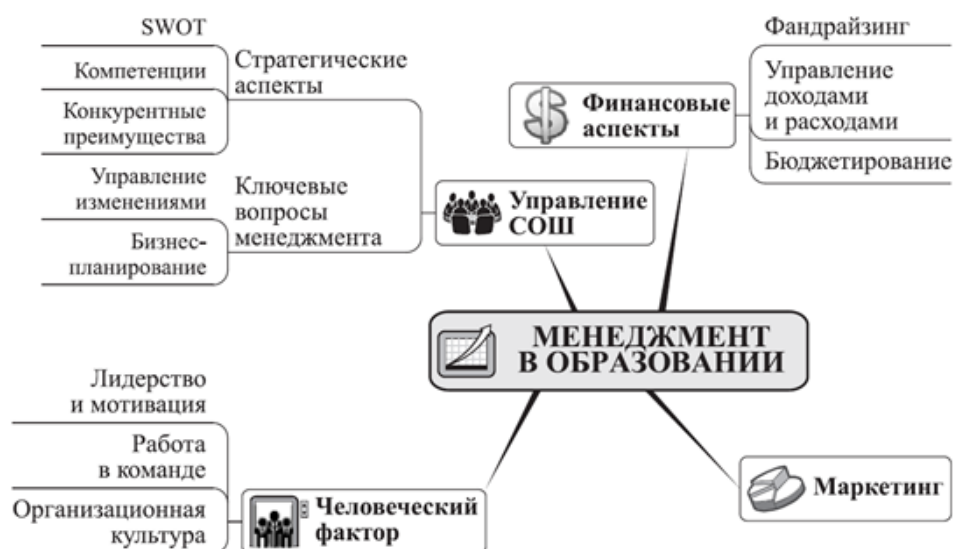 SWOT
Компетенции
Конкурентные
преимущества
Стратегические
аспекты
Управление
изменениями
Бизнес-
планирование
Ключевые
вопросы
менеджмента
Управление
СОШ
Финансовые
аспекты
Фандрайзинг
Управление
доходами
и расходами
Бюджетирование
МЕНЕДЖМЕНТ
В ОБРАЗОВАНИИ
Лидерство
и мотивация
Работа
в команде
Организационная
культура
Человеческий
фактор
Маркетинг